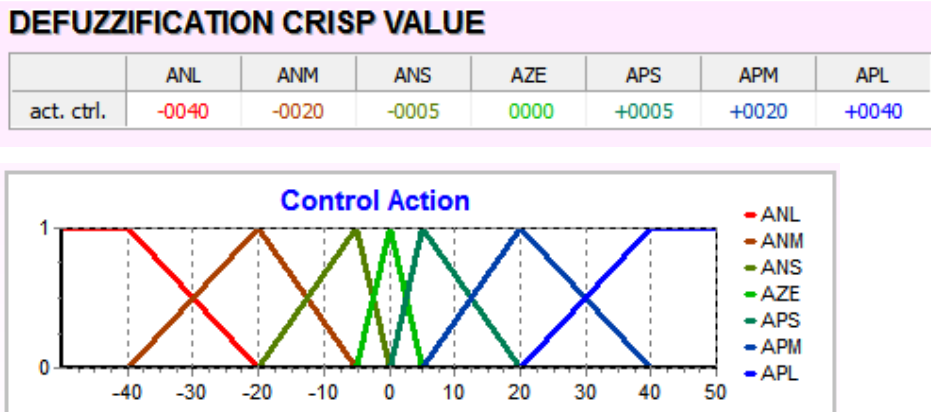 DEFUZZIFICATION CRISP VALUE
ANL ANM ANS AZE APS APM APL
act. ctrl. -0040 -0020 -0005 0000 +0005 +0020 +0040
Control Action
1
0
-40 -30 -20 -10 0 10 20 30 40 50
ANL
ANM
ANS
AZE
APS
APM
APL